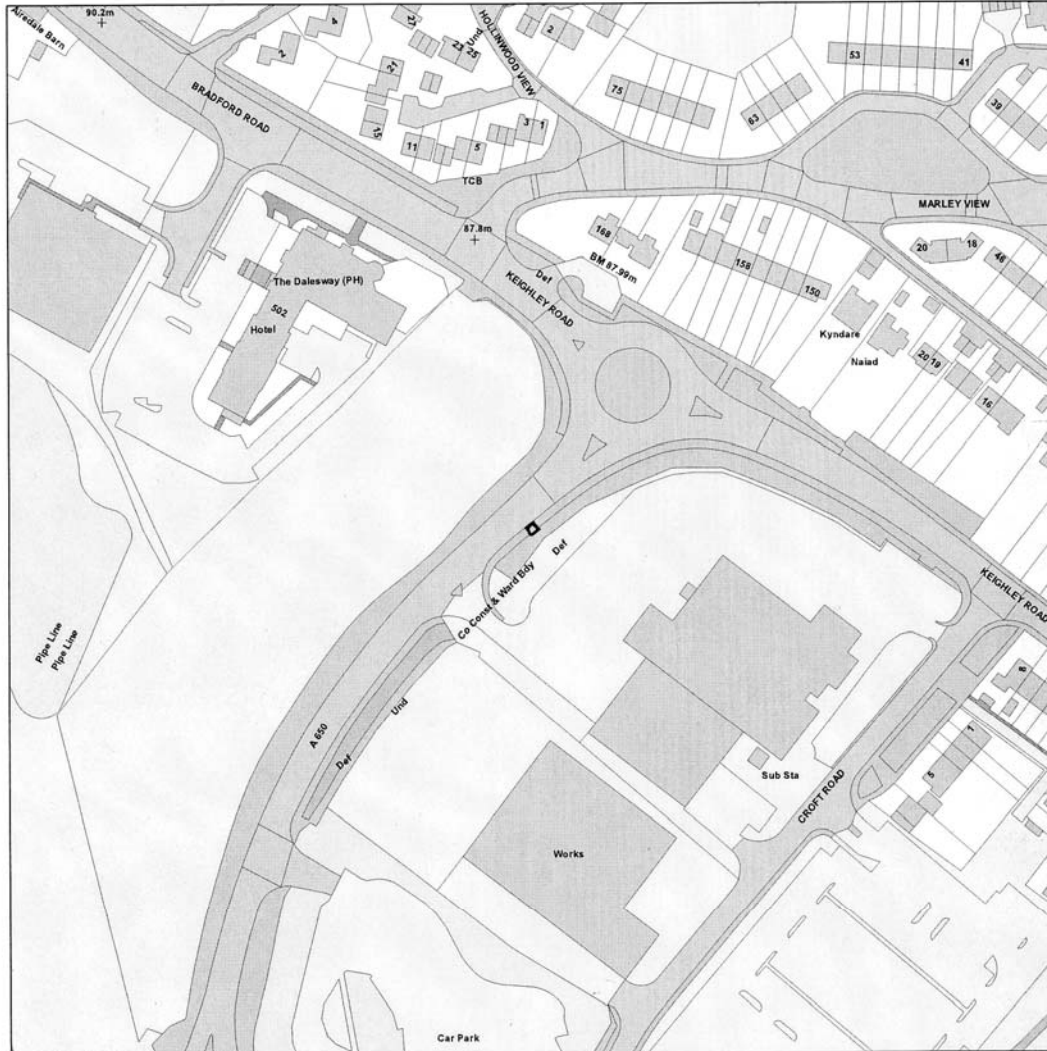 90.2m
Airedale Barn
4
27
2
23
25
Und
HOLLINWOOD VIEW
2
53
41
21
75
63
39
BRADFORD ROAD
15
11
3
1
5
TCB
MARLEY VIEW
87.8m
168
BM 87.99m
158
150
20
18
46
Def
KEIGHLEY ROAD
The Dalesway (PH)
502
Hotel
Kyndare
Naiad
20
19
16
Def
Co Const & Ward Bdy
KEIGHLEY ROAD
Pipe Line
Pipe Line
A 650
Und
Def
8
1
5
Sub Sta
CROFT ROAD
Works
Car Park